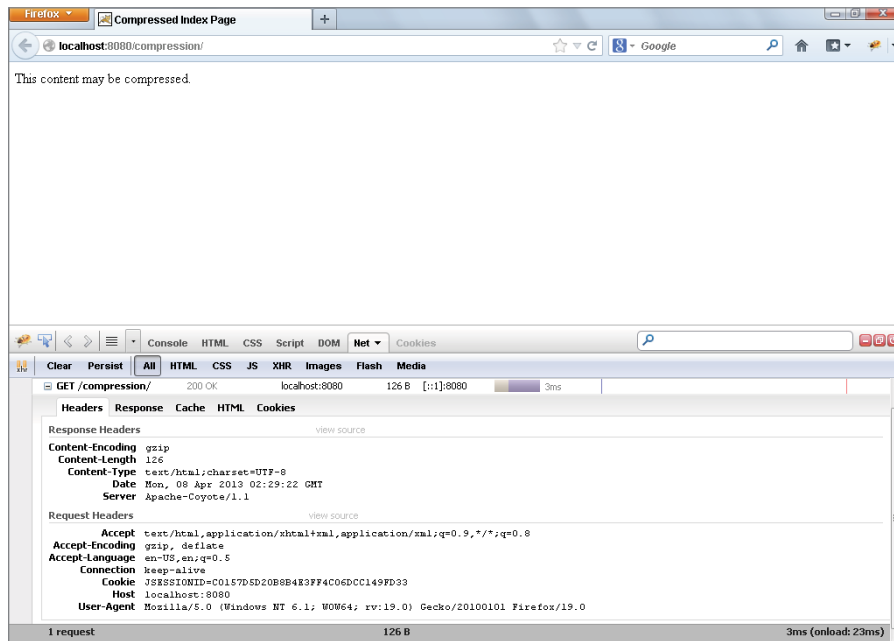 Firefox
Compressed Index Page
localhost:8080/compression/
Google
This content may be compressed.
Console HTML CSS Script DOM Net Cookies
xhr Clear Persist All HTML CSS JS XHR Images Flash Media
GET /compression/ 200 OK localhost:8080 126 B [::1]:8080 3ms
Headers Response Cache HTML Cookies
Response Headers view source
Content-Encoding gzip
Content-Length 126
Content-Type text/html;charset=UTF-8
Date Mon, 08 Apr 2013 02:29:22 GMT
Server Apache-Coyote/1.1
Request Headers view source
Accept text/html,application/xhtml+xml,application/xml;q=0.9,*/*;q=0.8
Accept-Encoding gzip, deflate
Accept-Language en-US,en;q=0.5
Connection keep-alive
Cookie JSESSIONID=C0157D5D20B8B4E3FF4C06DCC149FD33
Host localhost:8080
User-Agent Mozilla/5.0 (Windows NT 6.1; WOW64; rv:19.0) Gecko/20100101 Firefox/19.0
1 request 126 B 3ms (onload: 23ms)